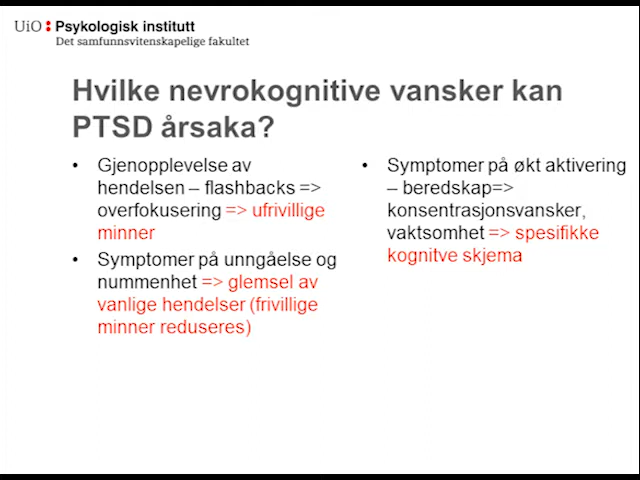 UiO Psykologisk institutt
Det samfunnsvitenskapelige fakultet
Hvilke nevrokognitive vansker kan
PTSD årsaka?
• Gjenopplevelse av
hendelsen – flashbacks =>
overfokusering => ufrivillige
minner
• Symptomer på unngåelse og
nummenhet => glemsel av
vanlige hendelser (frivillige
minner reduseres)
• Symptomer på økt aktivering
– beredskap=>
konsentrasjonsvansker,
vaktsomhet => spesifikke
kognitve skjema